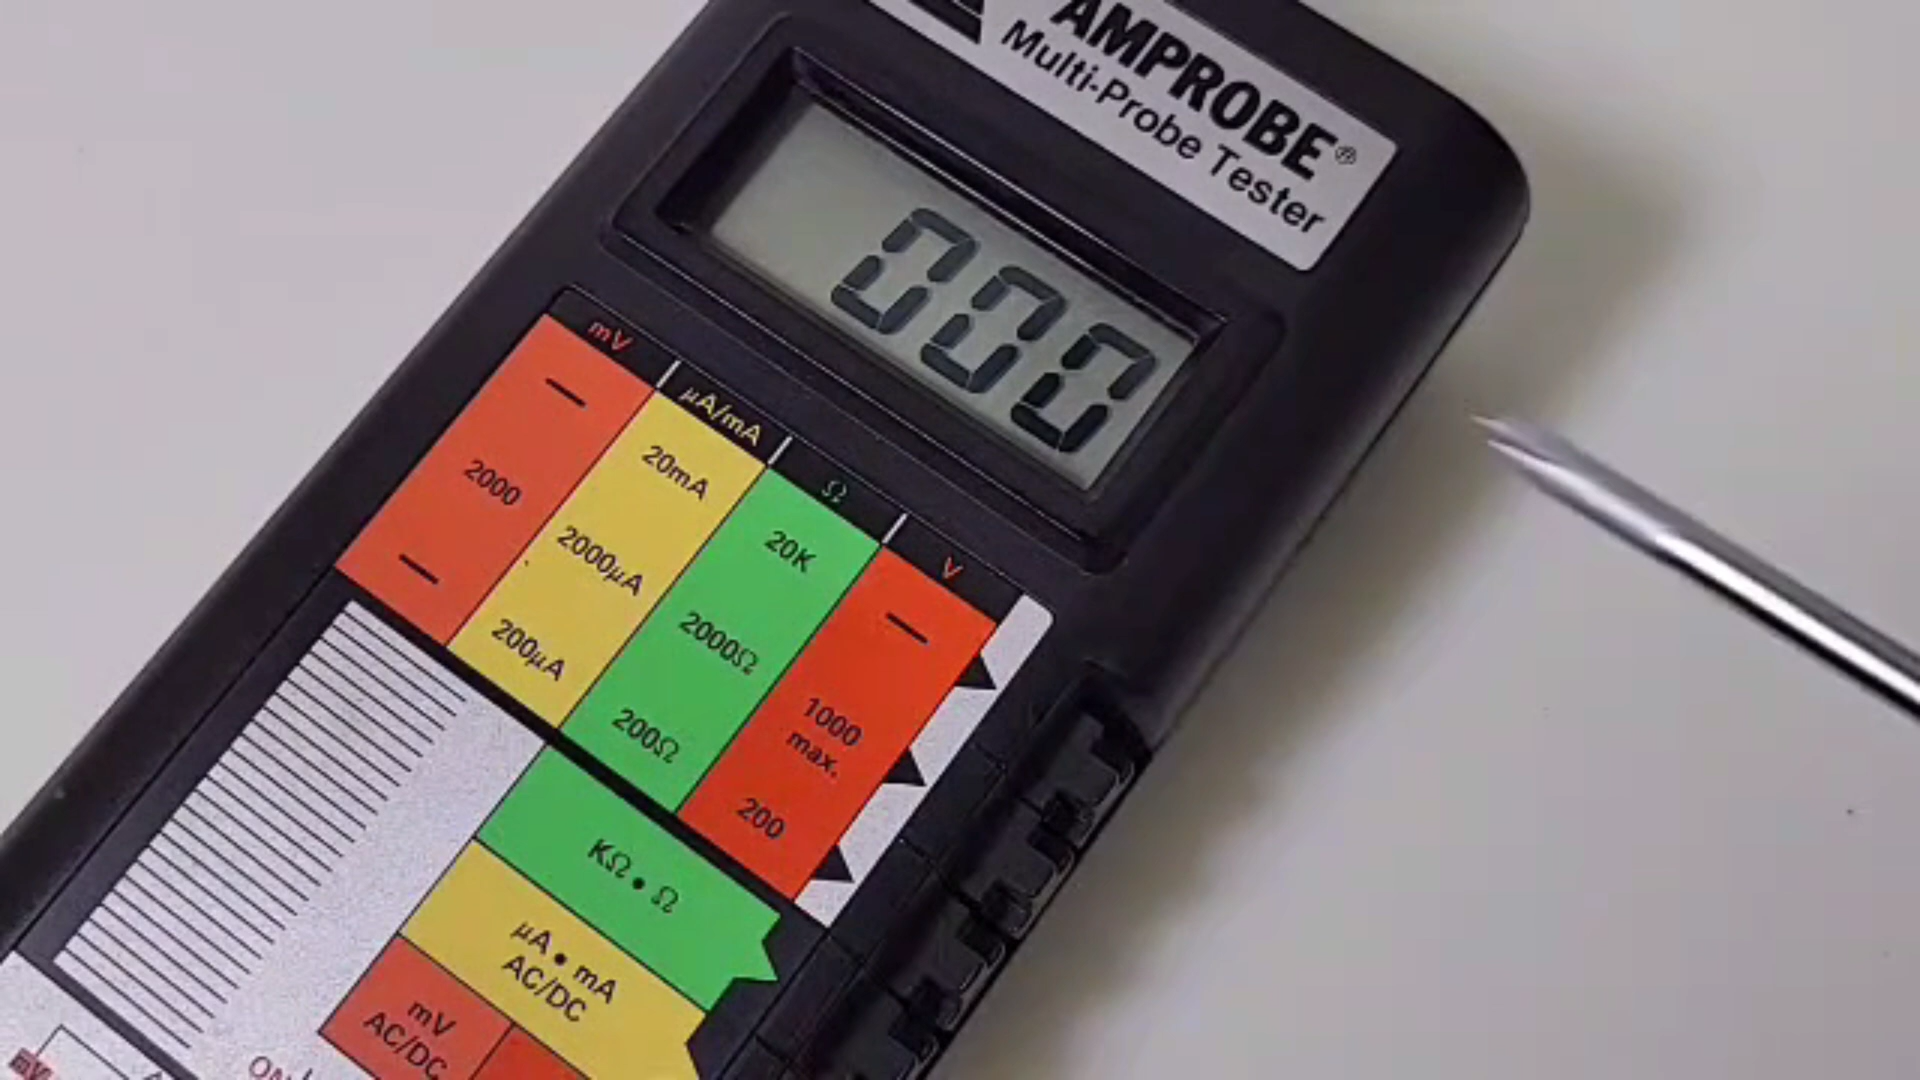 AMPROBE®
Multi-Probe Tester
000
mV
μA/mA
Ω
V
2000
20mA
2000μA
200μA
20K
2000Ω
200Ω
1000
max.
200
KΩ•Ω
μA•mA
AC/DC
mV
AC/DC
mV